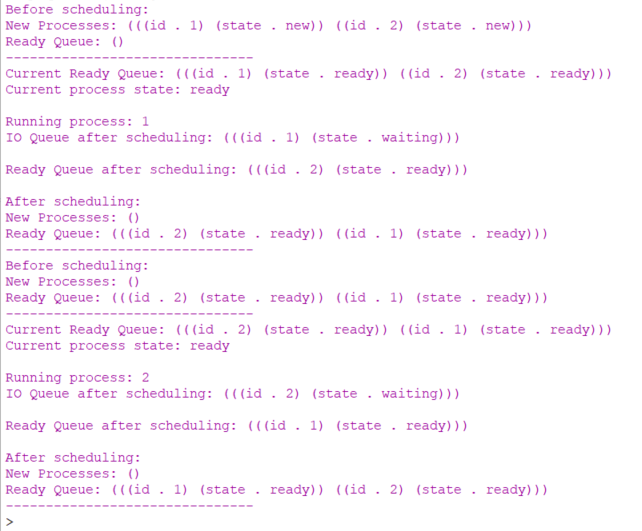 Before scheduling:
New Processes: (((id . 1) (state . new)) ((id . 2) (state . new)))
Ready Queue: ()
-------------------------------
Current Ready Queue: (((id . 1) (state . ready)) ((id . 2) (state . ready)))
Current process state: ready
Running process: 1
IO Queue after scheduling: (((id . 1) (state . waiting)))
Ready Queue after scheduling: (((id . 2) (state . ready)))
After scheduling:
New Processes: ()
Ready Queue: (((id . 2) (state . ready)) ((id . 1) (state . ready)))
-------------------------------
Before scheduling:
New Processes: ()
Ready Queue: (((id . 2) (state . ready)) ((id . 1) (state . ready)))
-------------------------------
Current Ready Queue: (((id . 2) (state . ready)) ((id . 1) (state . ready)))
Current process state: ready
Running process: 2
IO Queue after scheduling: (((id . 2) (state . waiting)))
Ready Queue after scheduling: (((id . 1) (state . ready)))
After scheduling:
New Processes: ()
Ready Queue: (((id . 1) (state . ready)) ((id . 2) (state . ready)))
-------------------------------
>